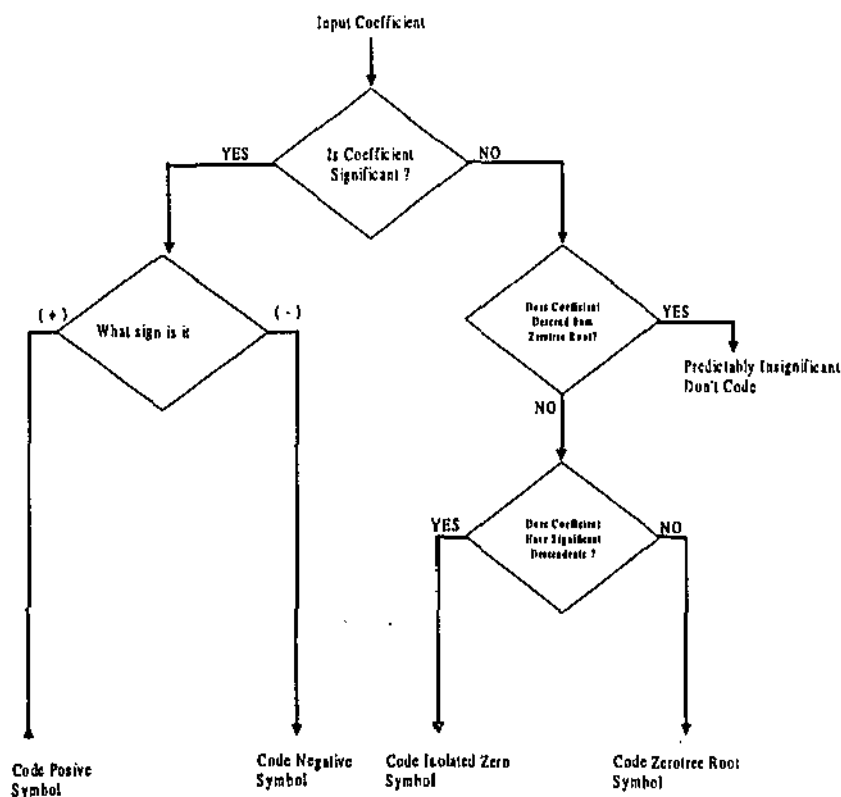 Input Coefficient
YES
Is Coefficient
Significant ?
NO
(+)
What sign is it
(-)
Does Coefficient
from
Zerotree Root?
YES
Predictably Insignificant
Don't Code
NO
YES
Does Coefficient
Have Significant
Descendents ?
NO
Code Posive
Symbol
Code Negative
Symbol
Code Isolated Zero
Symbol
Code Zerotree Root
Symbol